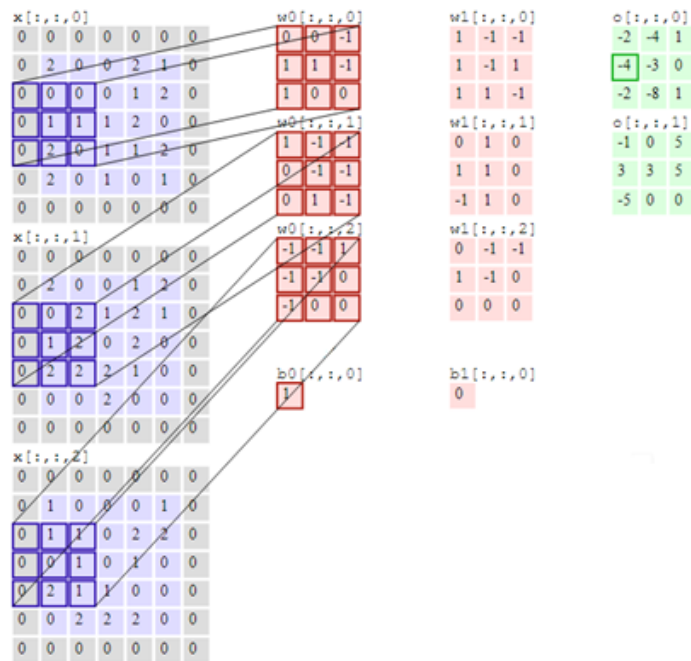 x[:,:,0]
0 0 0 0 0 0 0
0 2 0 0 2 1 0
0 0 0 0 1 2 0
0 1 1 1 2 0 0
0 2 0 1 1 2 0
0 2 0 1 0 1 0
0 0 0 0 0 0 0
x[:,:,1]
0 0 0 0 0 0 0
0 2 0 0 1 2 0
0 0 2 1 2 1 0
0 1 2 0 2 0 0
0 2 2 2 1 0 0
0 0 0 2 0 0 0
0 0 0 0 0 0 0
x[:,:,2]
0 0 0 0 0 0 0
0 1 0 0 0 1 0
0 1 1 0 2 2 0
0 0 1 0 1 0 0
0 2 1 1 0 0 0
0 0 2 2 2 0 0
0 0 0 0 0 0 0
w0[:,:,0]
0 0 -1
1 1 -1
1 0 0
w0[:,:,1]
1 -1 -1
0 -1 -1
0 1 -1
w0[:,:,2]
-1 -1 1
-1 -1 0
-1 0 0
b0[:,:,0]
1
w1[:,:,0]
1 -1 -1
1 -1 1
1 1 -1
w1[:,:,1]
0 1 0
1 1 0
-1 1 0
w1[:,:,2]
0 -1 -1
1 -1 0
0 0 0
b1[:,:,0]
0
o[:,:,0]
-2 -4 1
-4 -3 0
-2 -8 1
o[:,:,1]
-1 0 5
3 3 5
-5 0 0